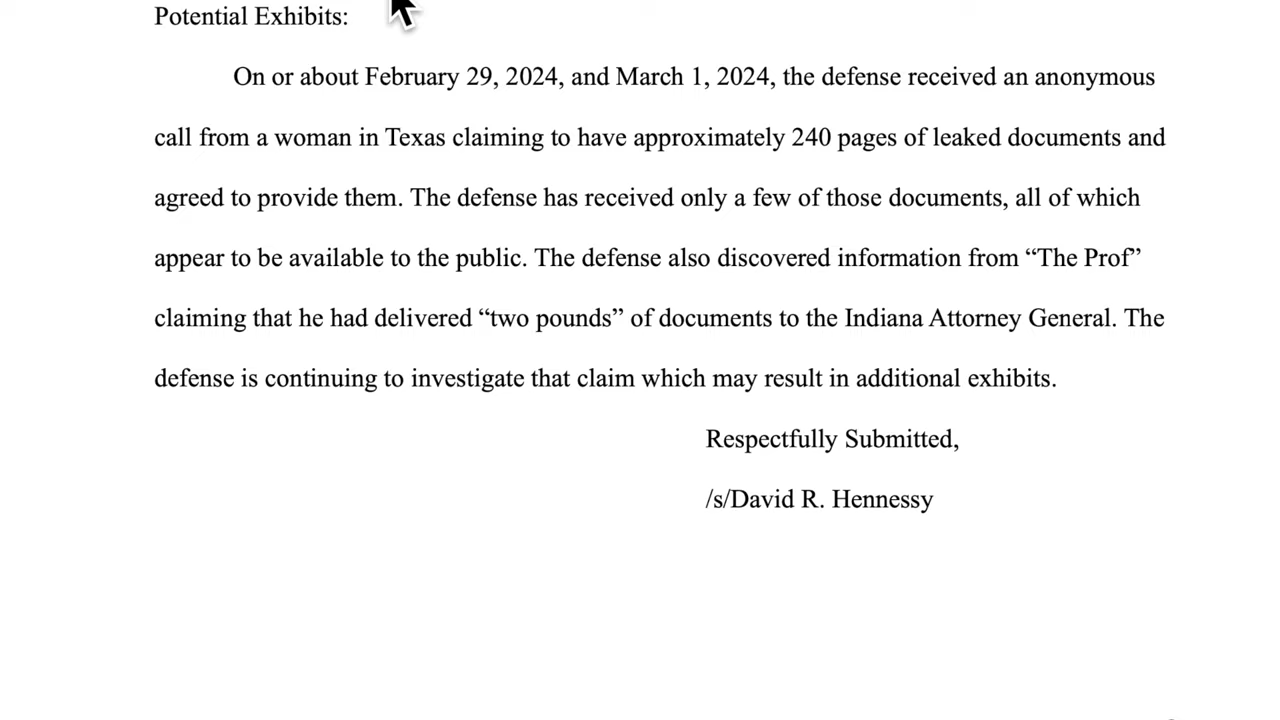 Potential Exhibits:
On or about February 29, 2024, and March 1, 2024, the defense received an anonymous
call from a woman in Texas claiming to have approximately 240 pages of leaked documents and
agreed to provide them. The defense has received only a few of those documents, all of which
appear to be available to the public. The defense also discovered information from “The Prof”
claiming that he had delivered “two pounds” of documents to the Indiana Attorney General. The
defense is continuing to investigate that claim which may result in additional exhibits.
Respectfully Submitted,
/s/David R. Hennessy